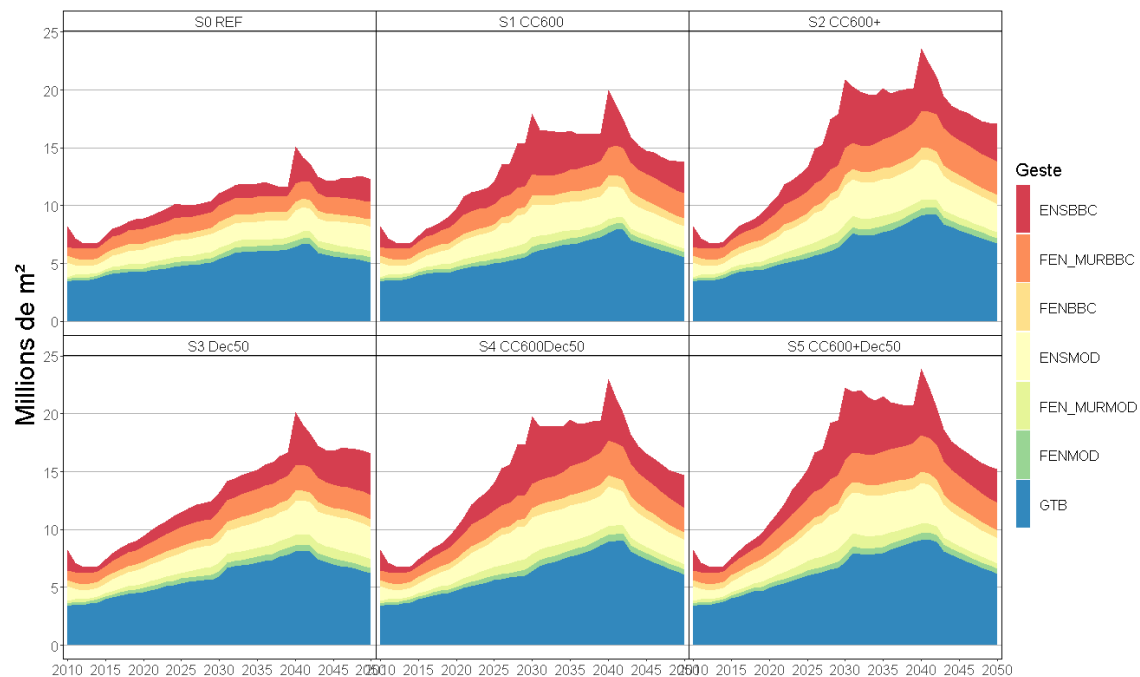 S0 REF
S1 CC600
S2 CC600+
25
20
15
10
5
0
S3 Dec50
S4 CC600Dec50
S5 CC600+Dec50
25
20
15
10
5
0
Millions de m²
2010 2015 2020 2025 2030 2035 2040 2045 2050
2010 2015 2020 2025 2030 2035 2040 2045 2050
2010 2015 2020 2025 2030 2035 2040 2045 2050
Geste
ENSBBC
FEN_MURBBC
FENBBC
ENSMOD
FEN_MURMOD
FENMOD
GTB